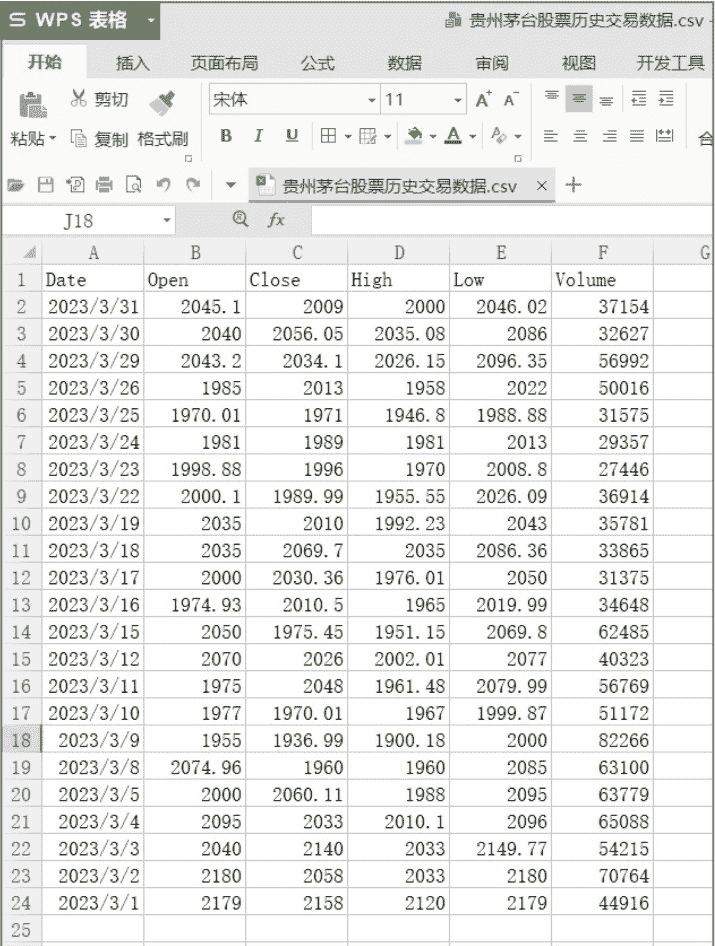 S WPS 表格 贵州茅台股票历史交易数据.csv -
开始 插入 页面布局 公式 数据 审阅 视图 开发工具
剪切 宋体 11 A+ A-
粘贴 复制 格式刷 B I U A 合
贵州茅台股票历史交易数据.csv × +
J18 fx
A B C D E F G
1 Date Open Close High Low Volume
2 2023/3/31 2045.1 2009 2000 2046.02 37154
3 2023/3/30 2040 2056.05 2035.08 2086 32627
4 2023/3/29 2043.2 2034.1 2026.15 2096.35 56992
5 2023/3/26 1985 2013 1958 2022 50016
6 2023/3/25 1970.01 1971 1946.8 1988.88 31575
7 2023/3/24 1981 1989 1981 2013 29357
8 2023/3/23 1998.88 1996 1970 2008.8 27446
9 2023/3/22 2000.1 1989.99 1955.55 2026.09 36914
10 2023/3/19 2035 2010 1992.23 2043 35781
11 2023/3/18 2035 2069.7 2035 2086.36 33865
12 2023/3/17 2000 2030.36 1976.01 2050 31375
13 2023/3/16 1974.93 2010.5 1965 2019.99 34648
14 2023/3/15 2050 1975.45 1951.15 2069.8 62485
15 2023/3/12 2070 2026 2002.01 2077 40323
16 2023/3/11 1975 2048 1961.48 2079.99 56769
17 2023/3/10 1977 1970.01 1967 1999.87 51172
18 2023/3/9 1955 1936.99 1900.18 2000 82266
19 2023/3/8 2074.96 1960 1960 2085 63100
20 2023/3/5 2000 2060.11 1988 2095 63779
21 2023/3/4 2095 2033 2010.1 2096 65088
22 2023/3/3 2040 2140 2033 2149.77 54215
23 2023/3/2 2180 2058 2033 2180 70764
24 2023/3/1 2179 2158 2120 2179 44916
25